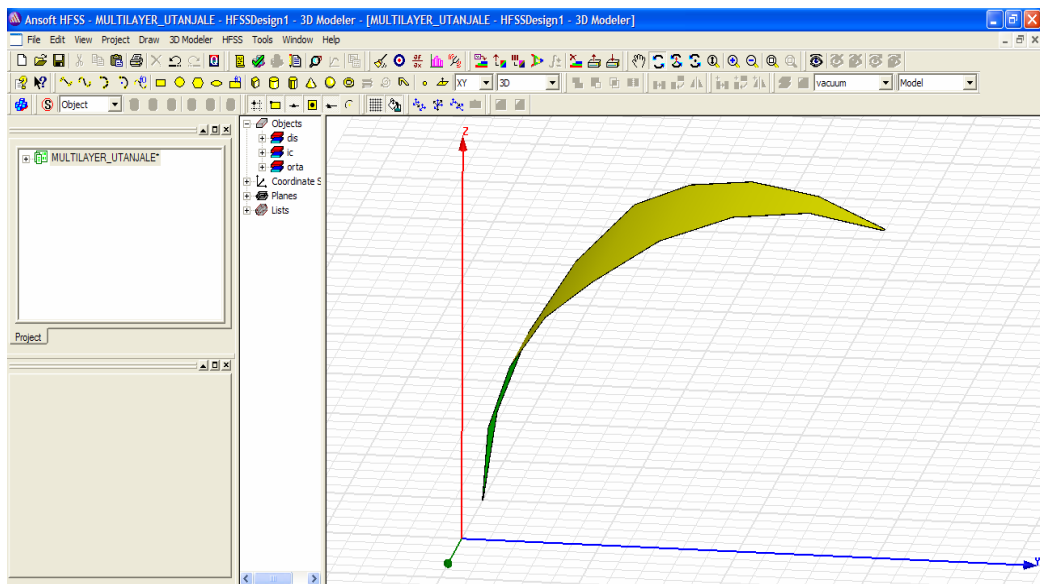 Ansoft HFSS - MULTILAYER_UTANJALE - HFSSDesign1 - 3D Modeler - [MULTILAYER_UTANJALE - HFSSDesign1 - 3D Modeler]
File Edit View Project Draw 3D Modeler HFSS Tools Window Help
XY 3D vacuum Model
Object
MULTILAYER_UTANJALE*
Project
Objects
dis
ic
orta
Coordinate S
Planes
Lists
Z
Y